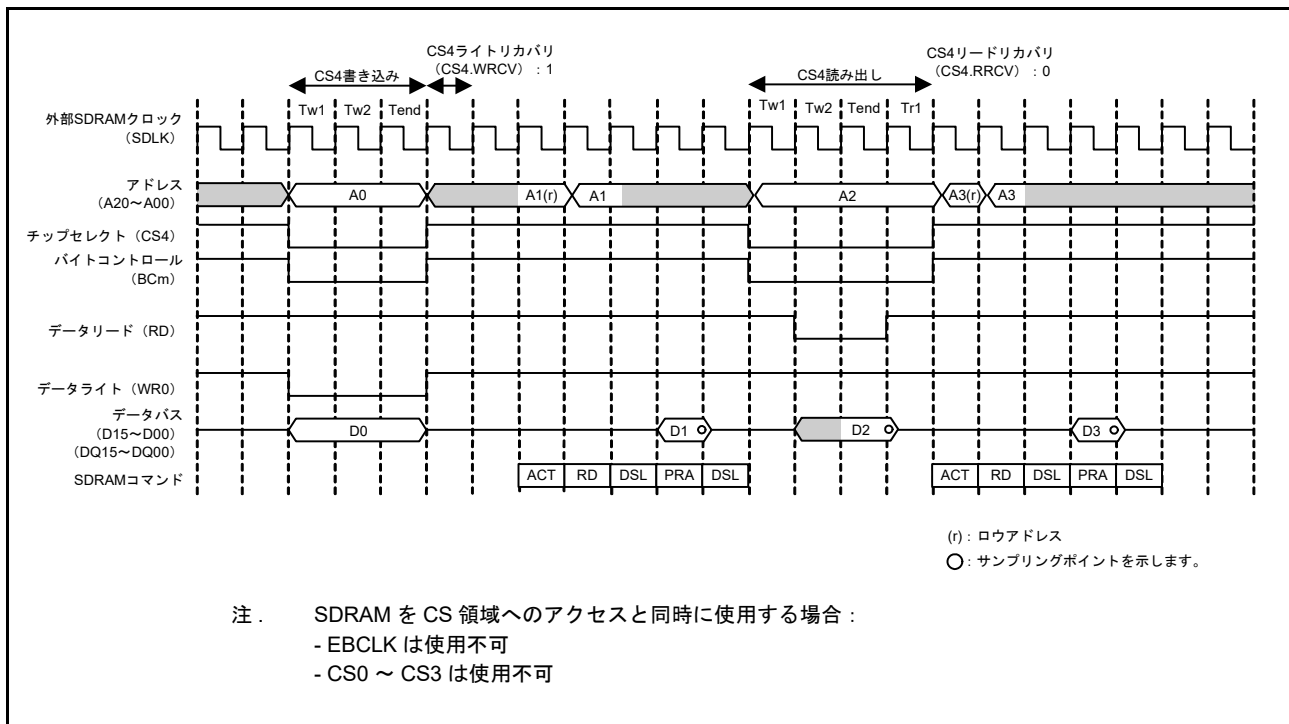 CS4ライトリカバリ
（CS4.WRCV）：1
CS4リードリカバリ
（CS4.RRCV）：0
CS4書き込み
CS4読み出し
Tw1 Tw2 Tend
Tw1 Tw2 Tend Tr1
外部SDRAMクロック
（SDLK）
アドレス
（A20～A00）
A0 A1(r) A1 A2 A3(r) A3
チップセレクト（CS4）
バイトコントロール
（BCm）
データリード（RD）
データライト（WR0）
データバス
（D15～D00）
（DQ15～DQ00）
D0 D1 D2 D3
SDRAMコマンド
ACT RD DSL PRA DSL
ACT RD DSL PRA DSL
(r)：ロウアドレス
○：サンプリングポイントを示します。
注． SDRAM を CS 領域へのアクセスと同時に使用する場合：
- EBCLK は使用不可
- CS0 ～ CS3 は使用不可